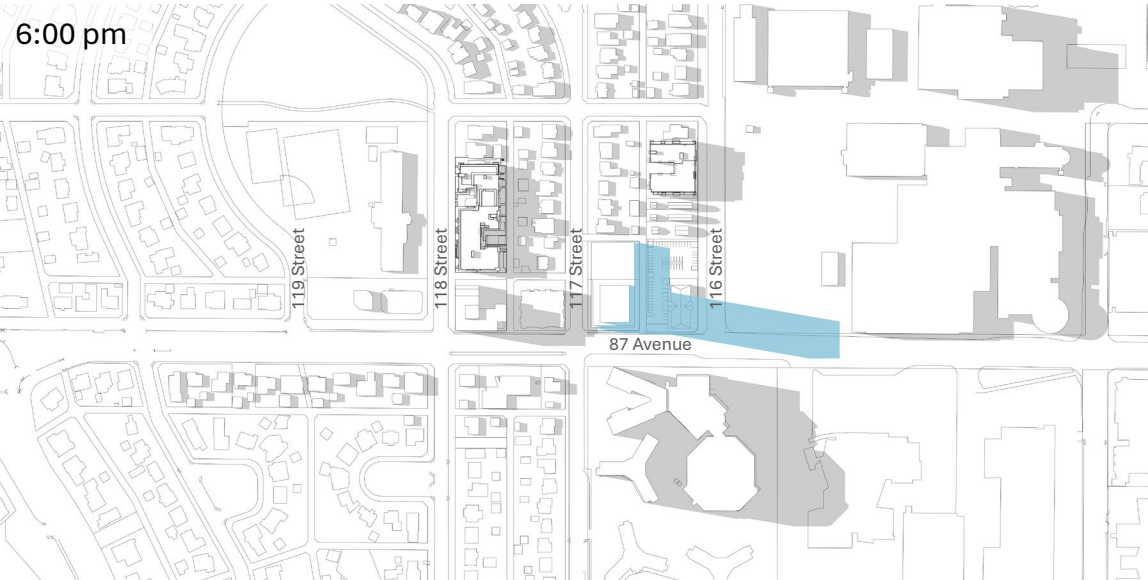 6:00 pm
119 Street
118 Street
117 Street
116 Street
87 Avenue